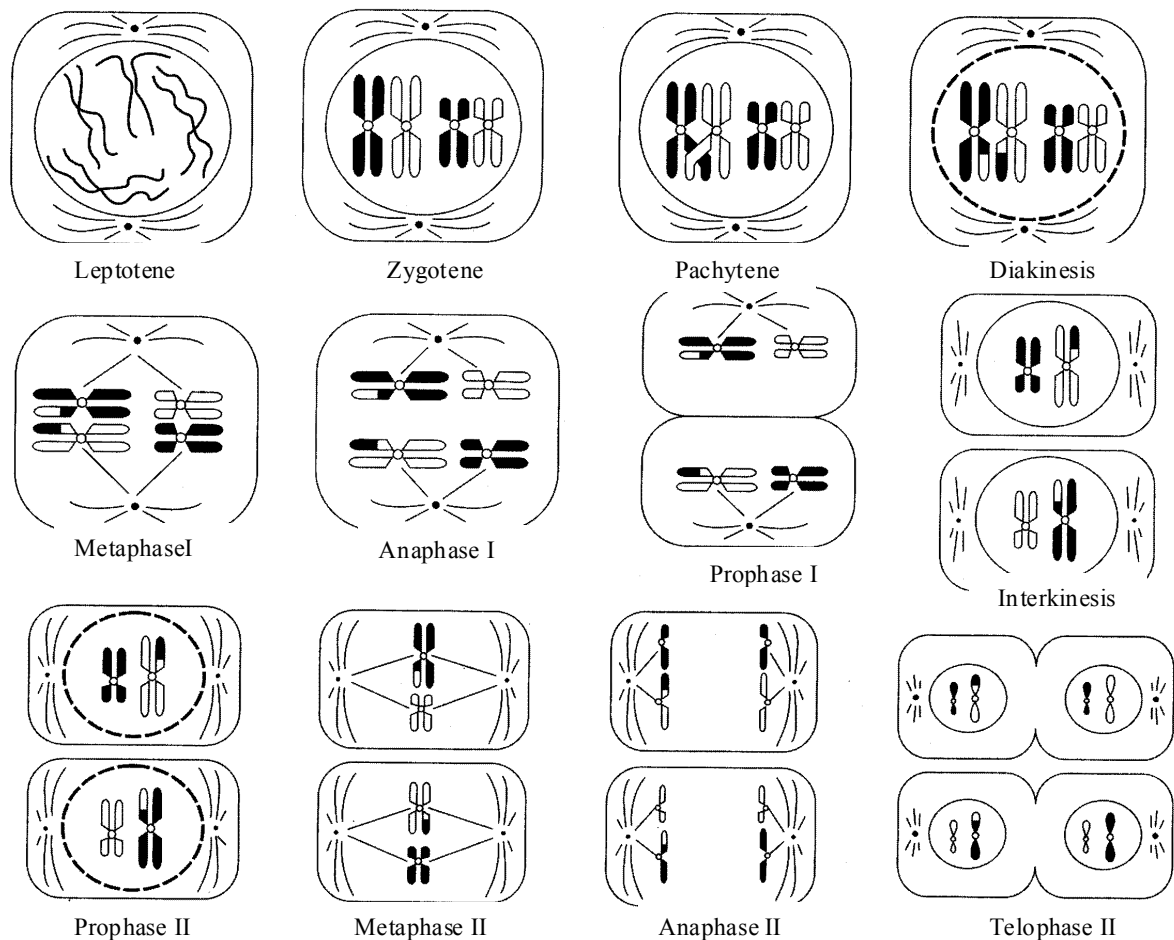 Leptotene
Zygotene
Pachytene
Diakinesis
MetaphaseI
Anaphase I
Prophase I
Interkinesis
Prophase II
Metaphase II
Anaphase II
Telophase II